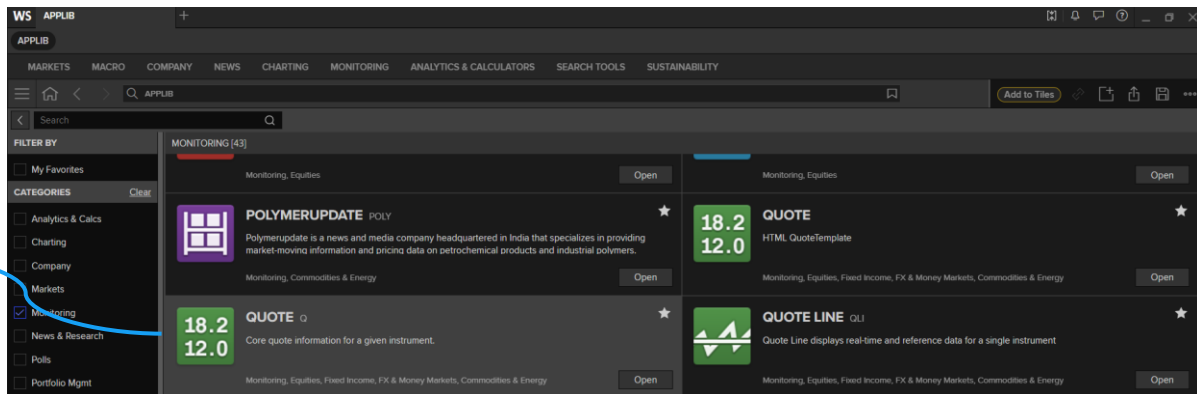 WS APPLIB
APPLIB
MARKETS MACRO COMPANY NEWS CHARTING MONITORING ANALYTICS & CALCULATORS SEARCH TOOLS SUSTAINABILITY
APPLIB
Add to Tiles
Search
FILTER BY
My Favorites
CATEGORIES Clear
Analytics & Calcs
Charting
Company
Markets
Monitoring
News & Research
Polls
Portfolio Mgmt
MONITORING [43]
Monitoring, Equities Open
Monitoring, Equities Open
POLYMERUPDATE POLY
Polymerupdate is a news and media company headquartered in India that specializes in providing
market-moving information and pricing data on petrochemical products and industrial polymers.
Monitoring, Commodities & Energy Open
18.2
12.0
QUOTE
HTML QuoteTemplate
Monitoring, Equities, Fixed Income, FX & Money Markets, Commodities & Energy Open
18.2
12.0
QUOTE Q
Core quote information for a given instrument.
Monitoring, Equities, Fixed Income, FX & Money Markets, Commodities & Energy Open
QUOTE LINE QLI
Quote Line displays real-time and reference data for a single instrument
Monitoring, Equities, Fixed Income, FX & Money Markets, Commodities & Energy Open